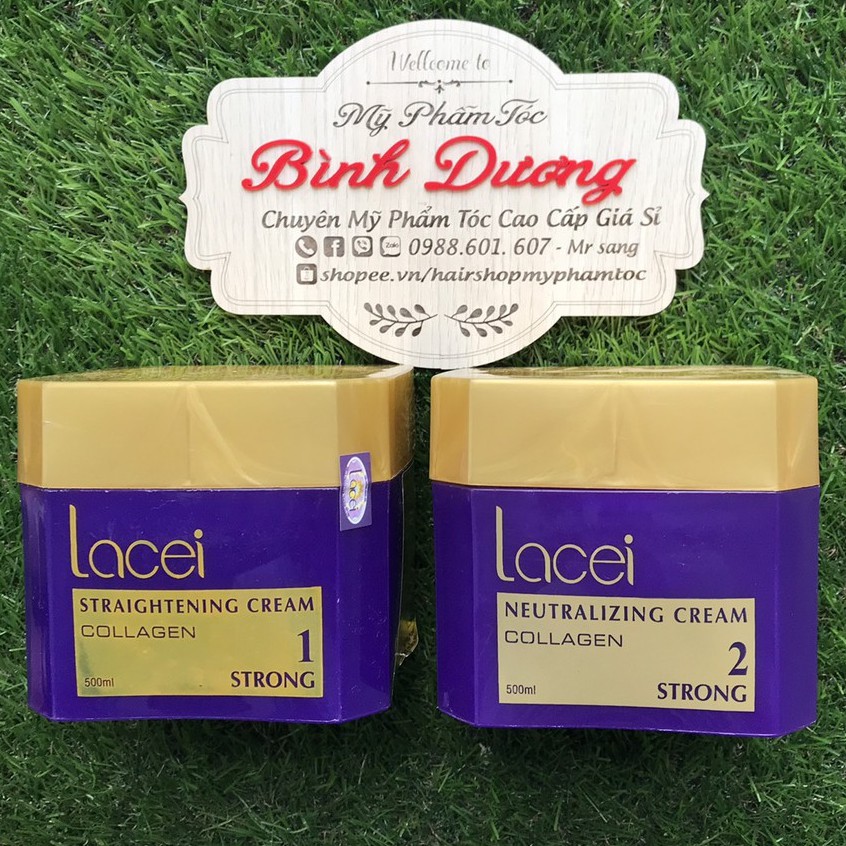 Wellcome to
Mỹ Phẩm Tóc
Bình Dương
Chuyên Mỹ Phẩm Tóc Cao Cấp Giá Sỉ
Zalo 0988.601. 607 - Mr sang
shopee.vn/hairshopmyphamtoc
Lacei
STRAIGHTENING CREAM
COLLAGEN
1
500ml
STRONG
Lacei
NEUTRALIZING CREAM
COLLAGEN
2
500ml
STRONG